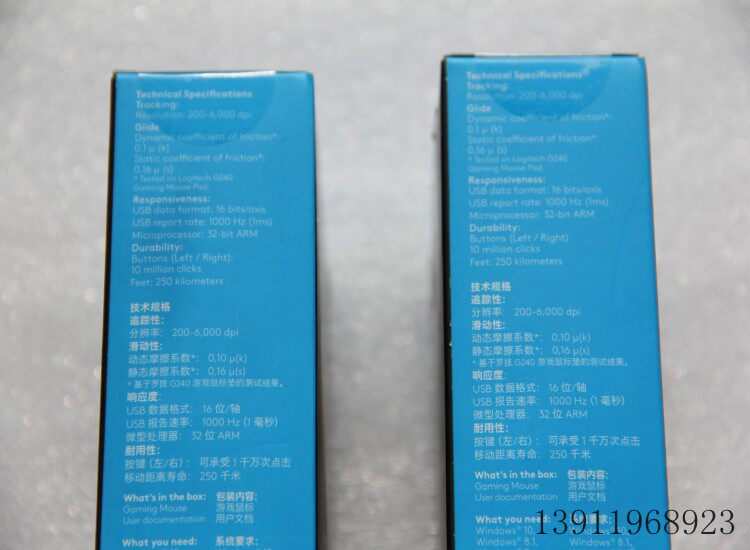 Technical Specifications
Tracking:
Resolution: 200-6,000 dpi
Glide
Dynamic coefficient of friction*:
0.1 μ (k)
Static coefficient of friction*:
0.16 μ (s)
* Tested on Logitech G240
Gaming Mouse Pad.
Responsiveness:
USB data format: 16 bits/axis
USB report rate: 1000 Hz (1ms)
Microprocessor: 32-bit ARM
Durability:
Buttons (Left / Right):
10 million clicks
Feet: 250 kilometers
技术规格
追踪性:
分辨率: 200-6,000 dpi
滑动性:
动态摩擦系数*: 0.10 μ(k)
静态摩擦系数*: 0.16 μ(s)
* 基于罗技 G240 游戏鼠标垫的测试结果。
响应度:
USB 数据格式: 16 位/轴
USB 报告速率: 1000 Hz (1 毫秒)
微型处理器: 32 位 ARM
耐用性:
按键 (左/右): 可承受 1 千万次点击
移动距离寿命: 250 千米
What's in the box: 包装内容:
Gaming Mouse 游戏鼠标
User documentation 用户文档
What you need: 系统要求:
Technical Specifications
Tracking:
Resolution: 200-6,000 dpi
Glide
Dynamic coefficient of friction*:
0.1 μ (k)
Static coefficient of friction*:
0.16 μ (s)
* Tested on Logitech G240
Gaming Mouse Pad.
Responsiveness:
USB data format: 16 bits/axis
USB report rate: 1000 Hz (1ms)
Microprocessor: 32-bit ARM
Durability:
Buttons (Left / Right):
10 million clicks
Feet: 250 kilometers
技术规格
追踪性:
分辨率: 200-6,000 dpi
滑动性:
动态摩擦系数*: 0.10 μ(k)
静态摩擦系数*: 0.16 μ(s)
* 基于罗技 G240 游戏鼠标垫的测试结果。
响应度:
USB 数据格式: 16 位/轴
USB 报告速率: 1000 Hz (1 毫秒)
微型处理器: 32 位 ARM
耐用性:
按键 (左/右): 可承受 1 千万次点击
移动距离寿命: 250 千米
What's in the box: 包装内容:
Gaming Mouse 游戏鼠标
User documentation 用户文档
What you need: 系统要求:
Windows® 10,
Windows® 8.1, Windows® 8.1,
13911968923